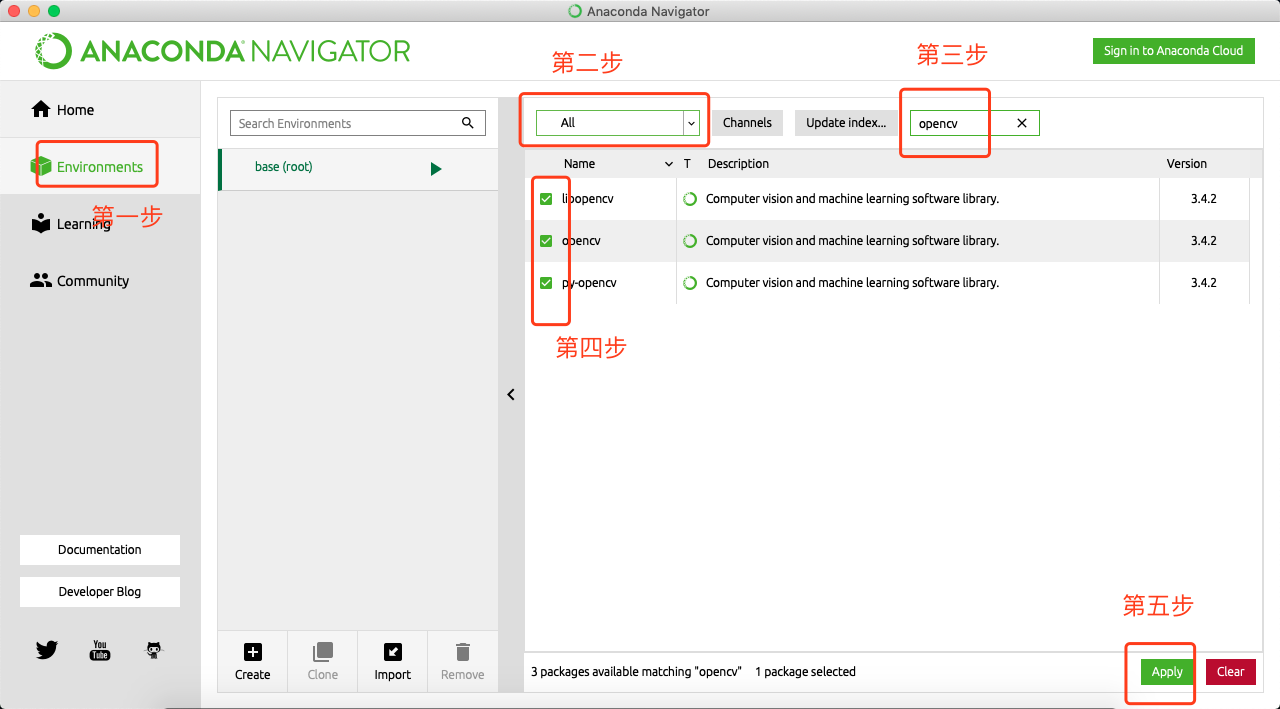 Anaconda Navigator
ANACONDA NAVIGATOR
Sign in to Anaconda Cloud
第二步
第三步
Home
Environments
第一步
Learning
Community
Documentation
Developer Blog
You Tube
Search Environments
base (root)
Create
Clone
Import
Remove
All
Channels
Update index...
opencv
Name T Description Version
libopencv Computer vision and machine learning software library. 3.4.2
opencv Computer vision and machine learning software library. 3.4.2
py-opencv Computer vision and machine learning software library. 3.4.2
第四步
第五步
3 packages available matching "opencv" 1 package selected
Apply
Clear